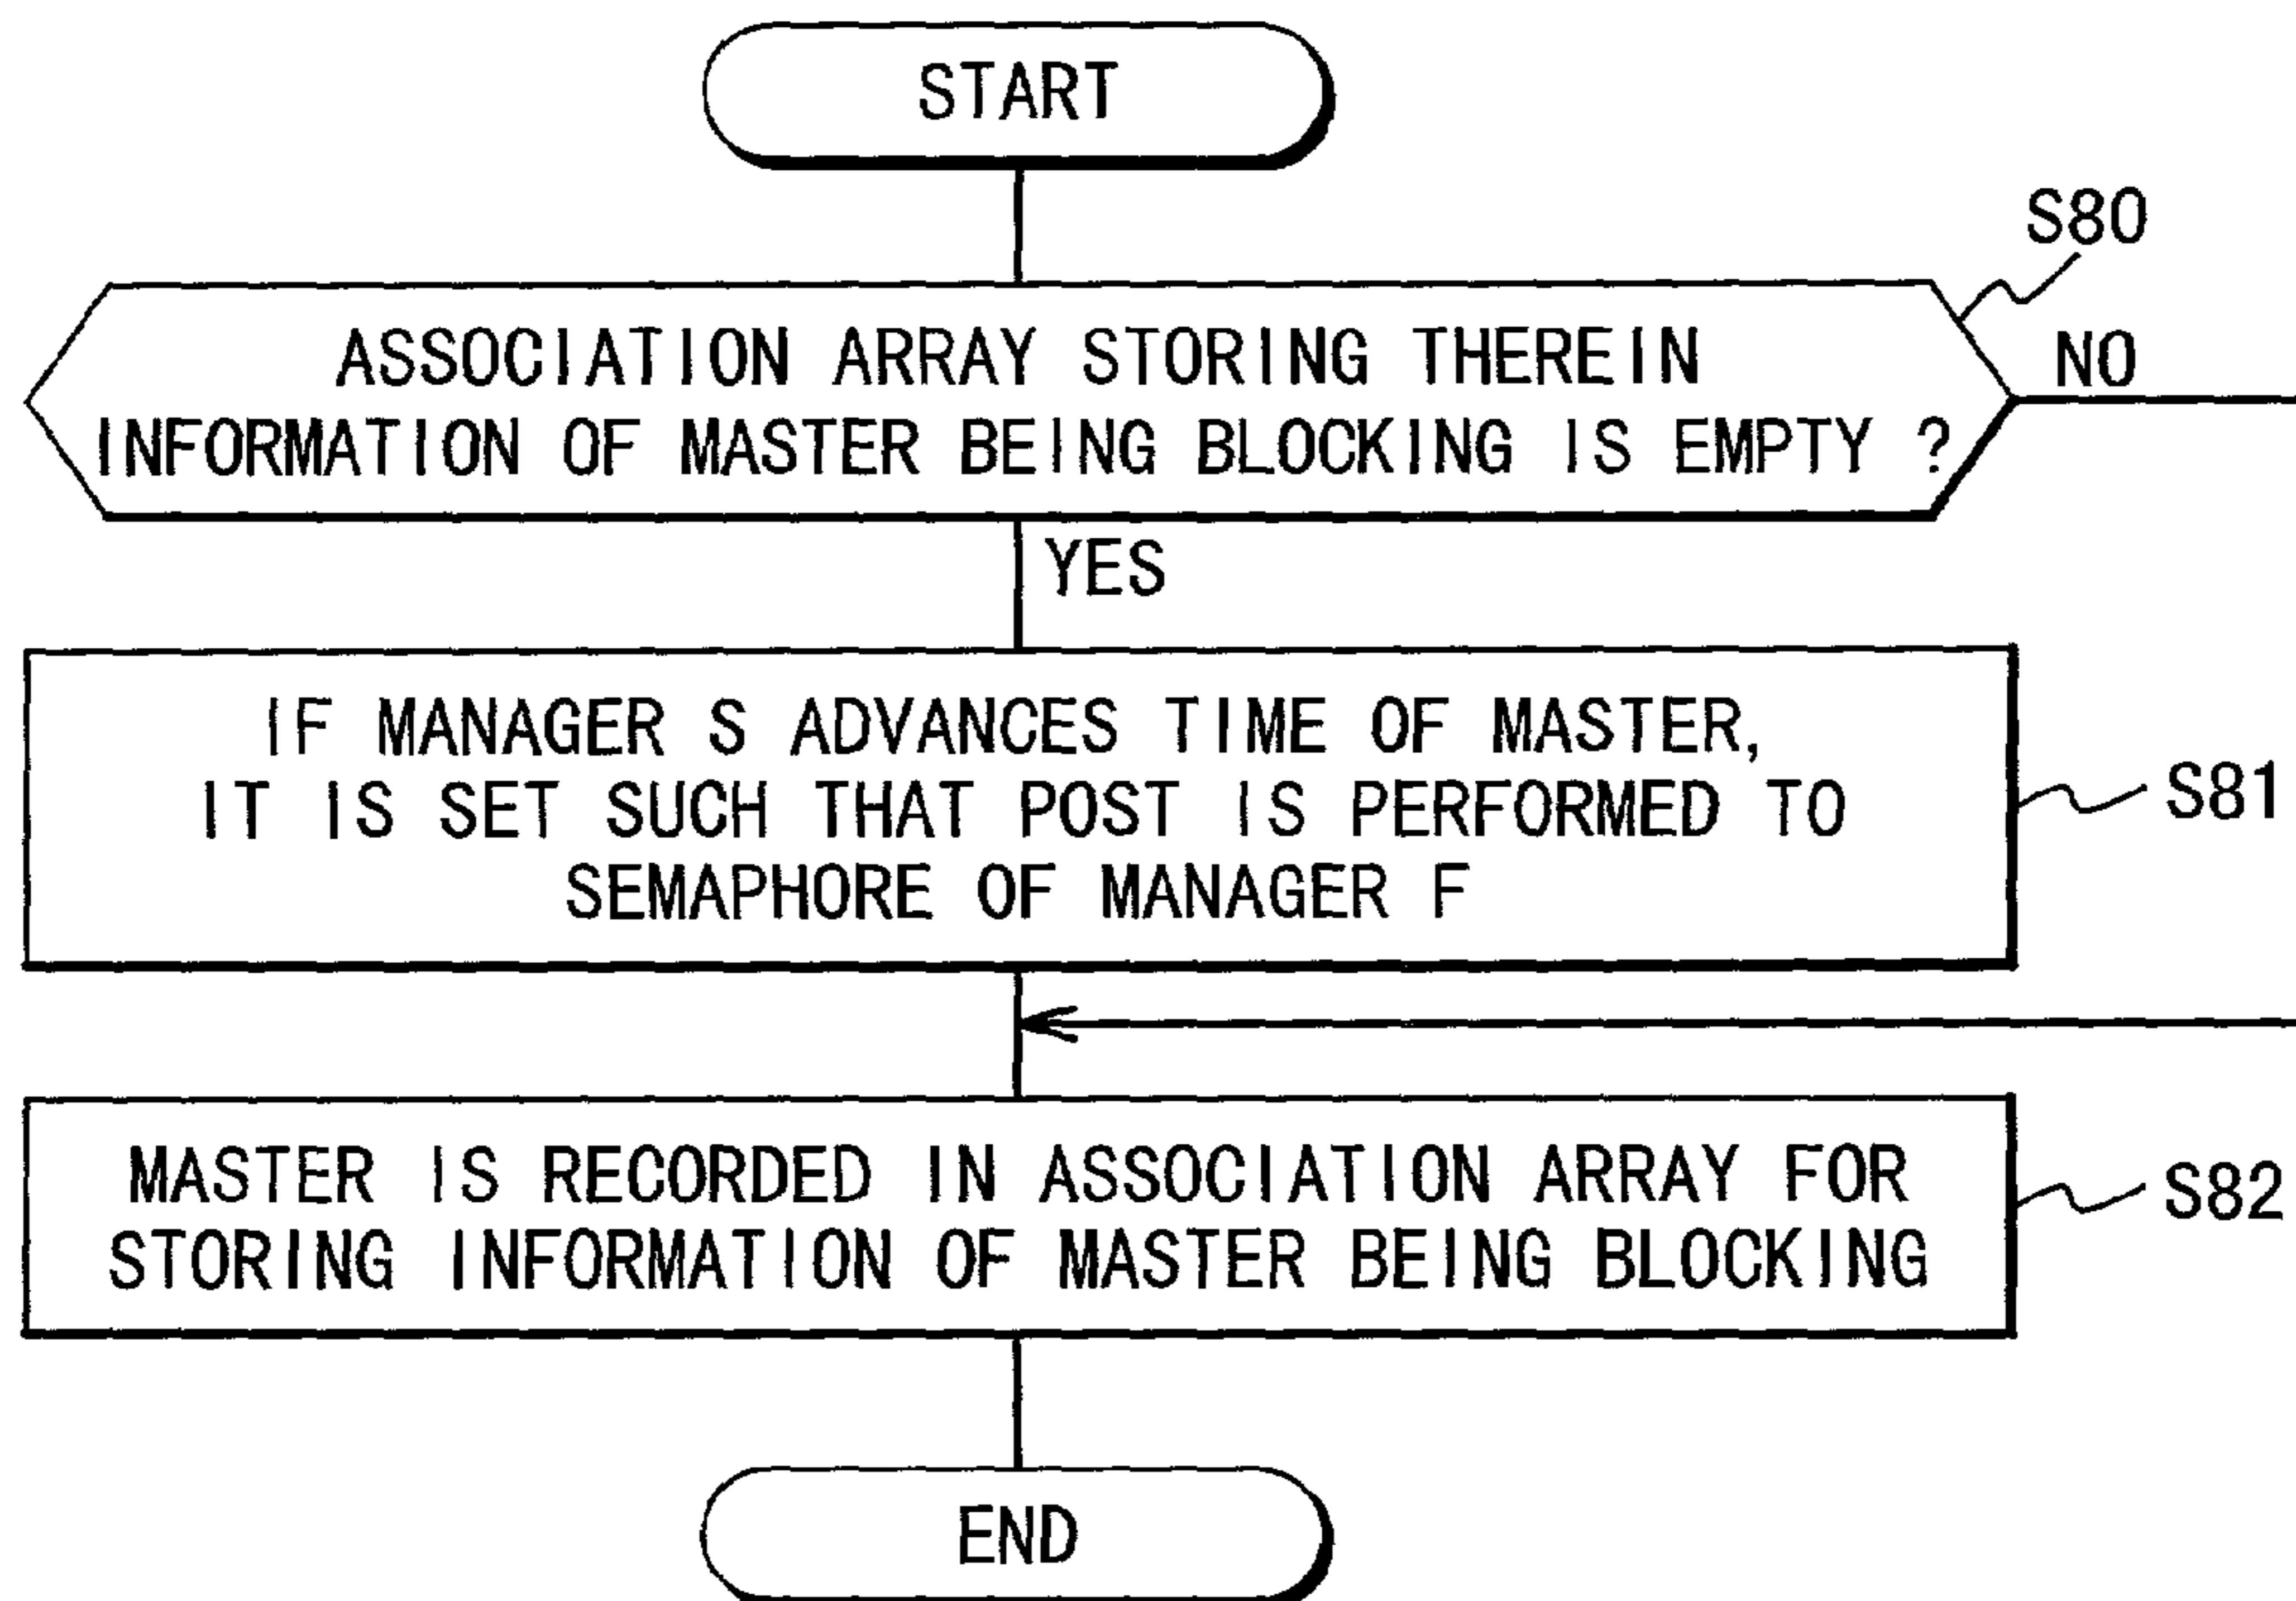 START
S80
ASSOCIATION ARRAY STORING THEREIN
INFORMATION OF MASTER BEING BLOCKING IS EMPTY ?
NO
YES
IF MANAGER S ADVANCES TIME OF MASTER,
IT IS SET SUCH THAT POST IS PERFORMED TO
SEMAPHORE OF MANAGER F
S81
MASTER IS RECORDED IN ASSOCIATION ARRAY FOR
STORING INFORMATION OF MASTER BEING BLOCKING
S82
END